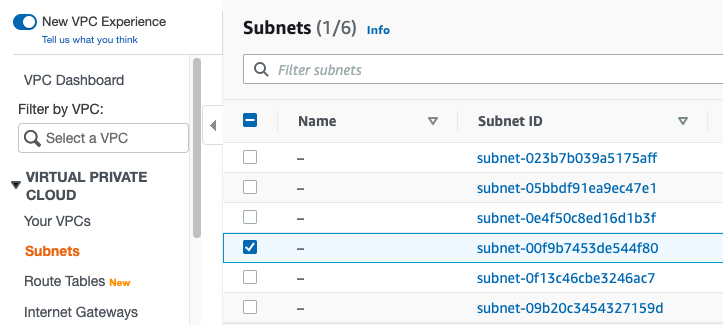 New VPC Experience
Tell us what you think
VPC Dashboard
Filter by VPC:
Select a VPC
VIRTUAL PRIVATE
CLOUD
Your VPCs
Subnets
Route Tables New
Internet Gateways
Subnets (1/6) Info
Filter subnets
Name Subnet ID
– subnet-023b7b039a5175aff
– subnet-05bbdf91ea9ec47e1
– subnet-0e4f50c8ed16d1b3f
– subnet-00f9b7453de544f80
– subnet-0f13c46cbe3246ac7
– subnet-09b20c3454327159d